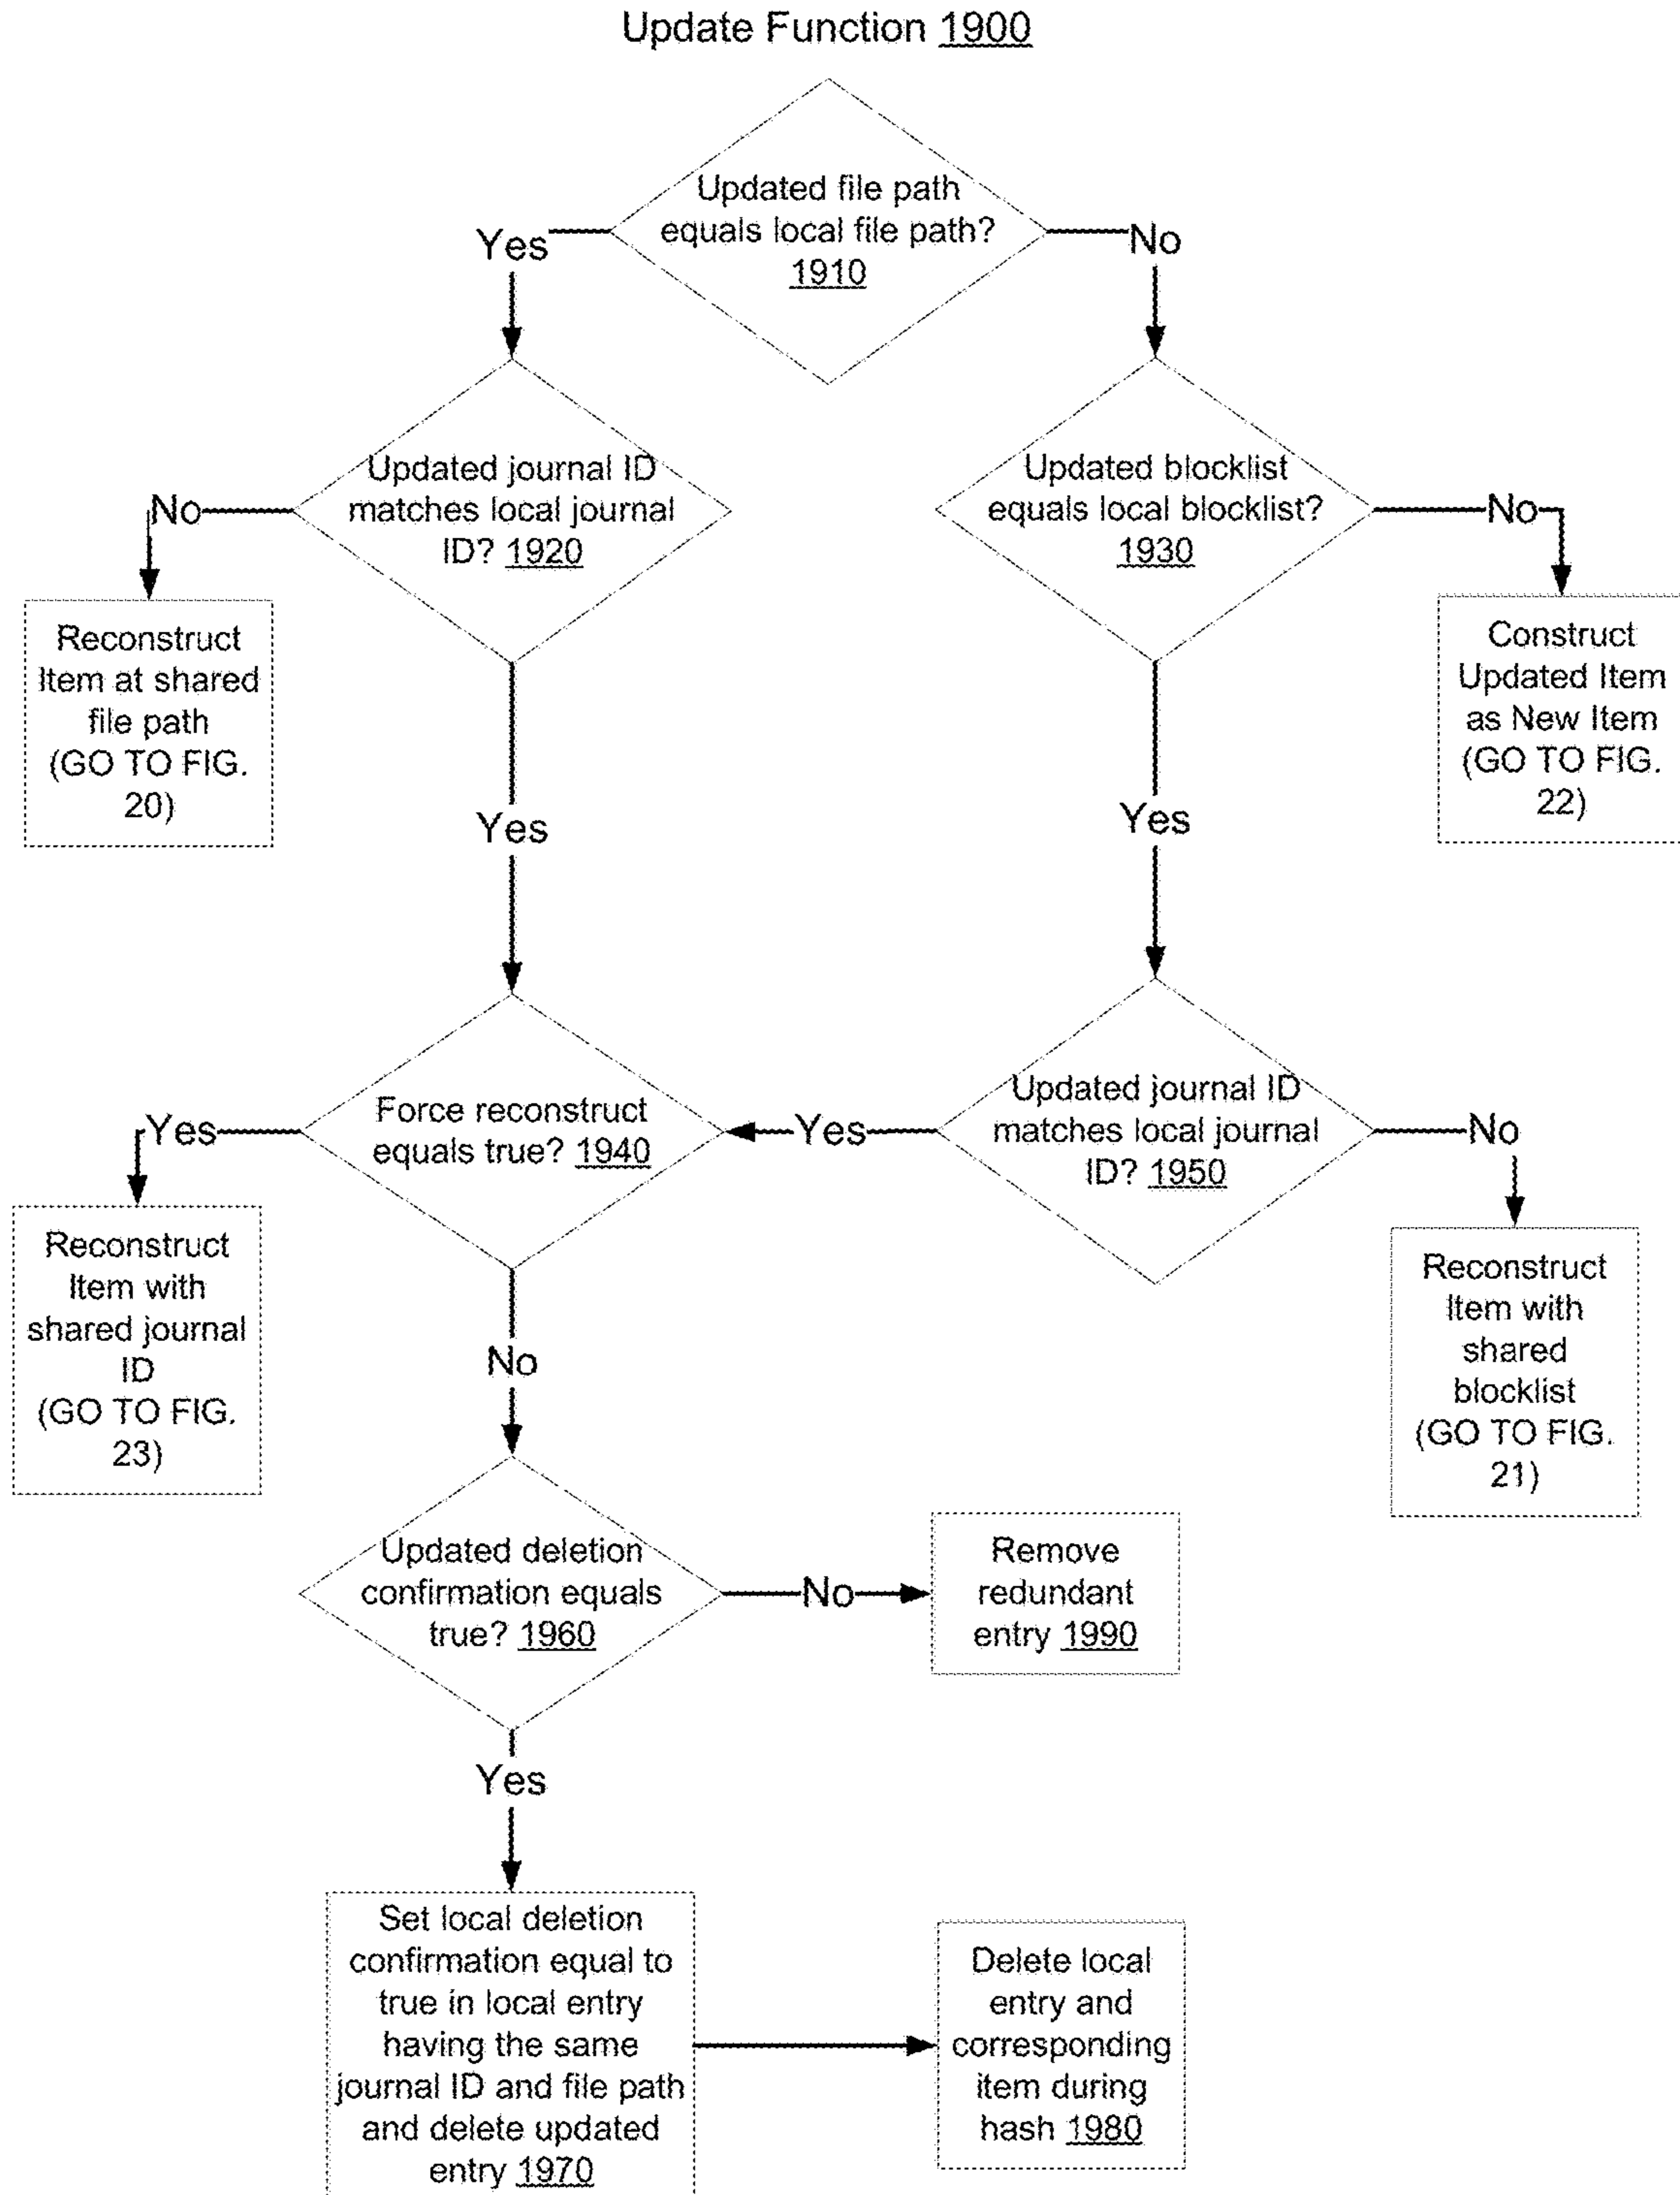 Update Function 1900
Updated file path
equals local file path?
1910
Yes
No
Updated journal ID
matches local journal
ID? 1920
No
Updated blocklist
equals local blocklist?
1930
No
Reconstruct
Item at shared
file path
(GO TO FIG.
20)
Construct
Updated Item
as New Item
(GO TO FIG.
22)
Yes
Yes
Force reconstruct
equals true? 1940
Yes
Yes
Updated journal ID
matches local journal
ID? 1950
No
Reconstruct
Item with
shared journal
ID
(GO TO FIG.
23)
Reconstruct
Item with
shared
blocklist
(GO TO FIG.
21)
No
Updated deletion
confirmation equals
true? 1960
No
Remove
redundant
entry 1990
Yes
Set local deletion
confirmation equal to
true in local entry
having the same
journal ID and file path
and delete updated
entry 1970
Delete local
entry and
corresponding
item during
hash 1980